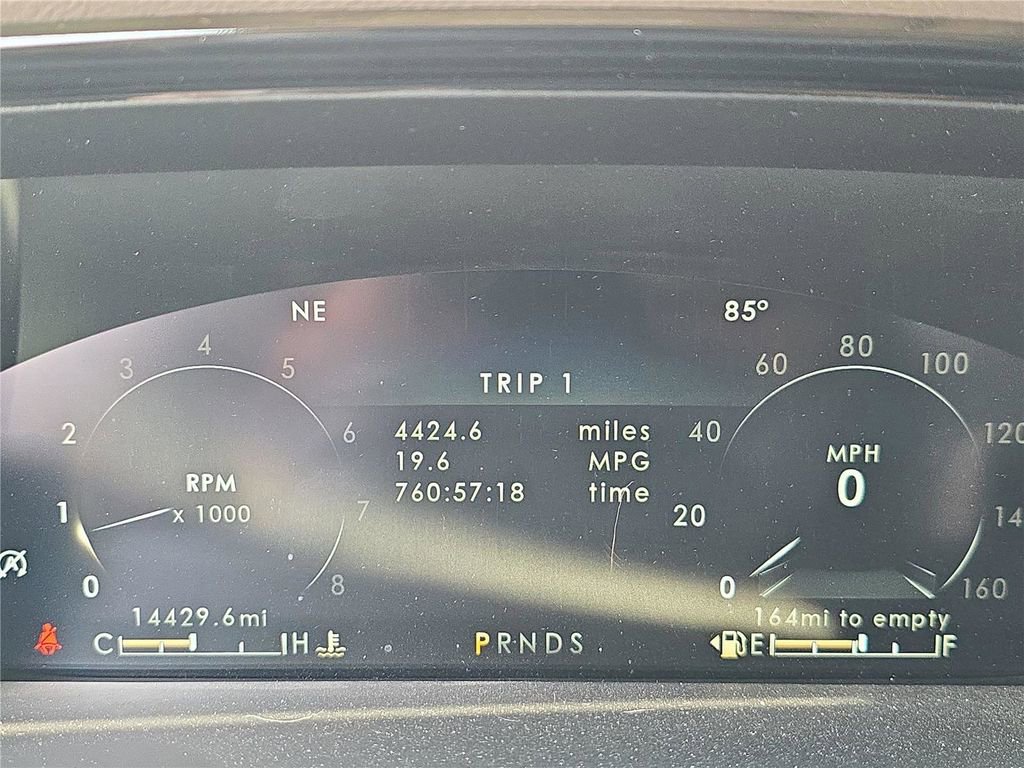 NE
85°
TRIP 1
4424.6 miles
19.6 MPG
760:57:18 time
0 1 2 3 4 5 6 7 8
RPM
x 1000
0 20 40 60 80 100 120 14 160
MPH
0
A
14429.6mi
164mi to empty
C H
PRNDS
E F